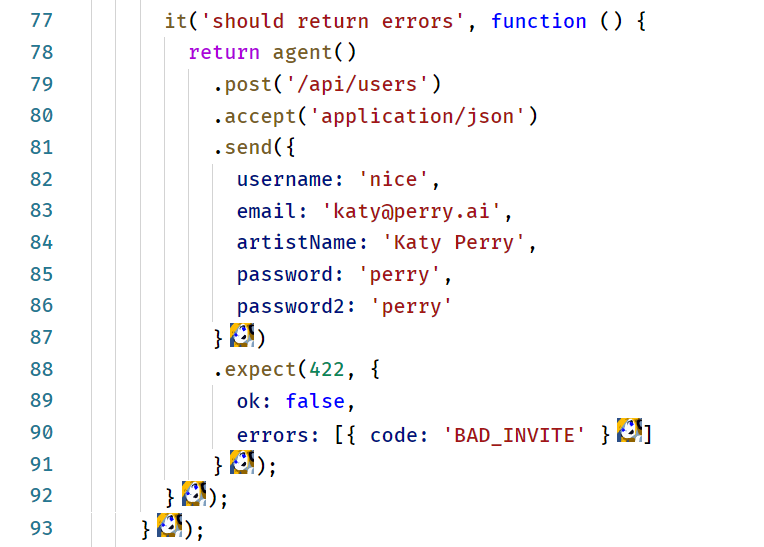 77 it('should return errors', function () {
78 return agent()
79 .post('/api/users')
80 .accept('application/json')
81 .send({
82 username: 'nice',
83 email: 'katy@perry.ai',
84 artistName: 'Katy Perry',
85 password: 'perry',
86 password2: 'perry'
87 })
88 .expect(422, {
89 ok: false,
90 errors: [{ code: 'BAD_INVITE' }]
91 });
92 });
93 });